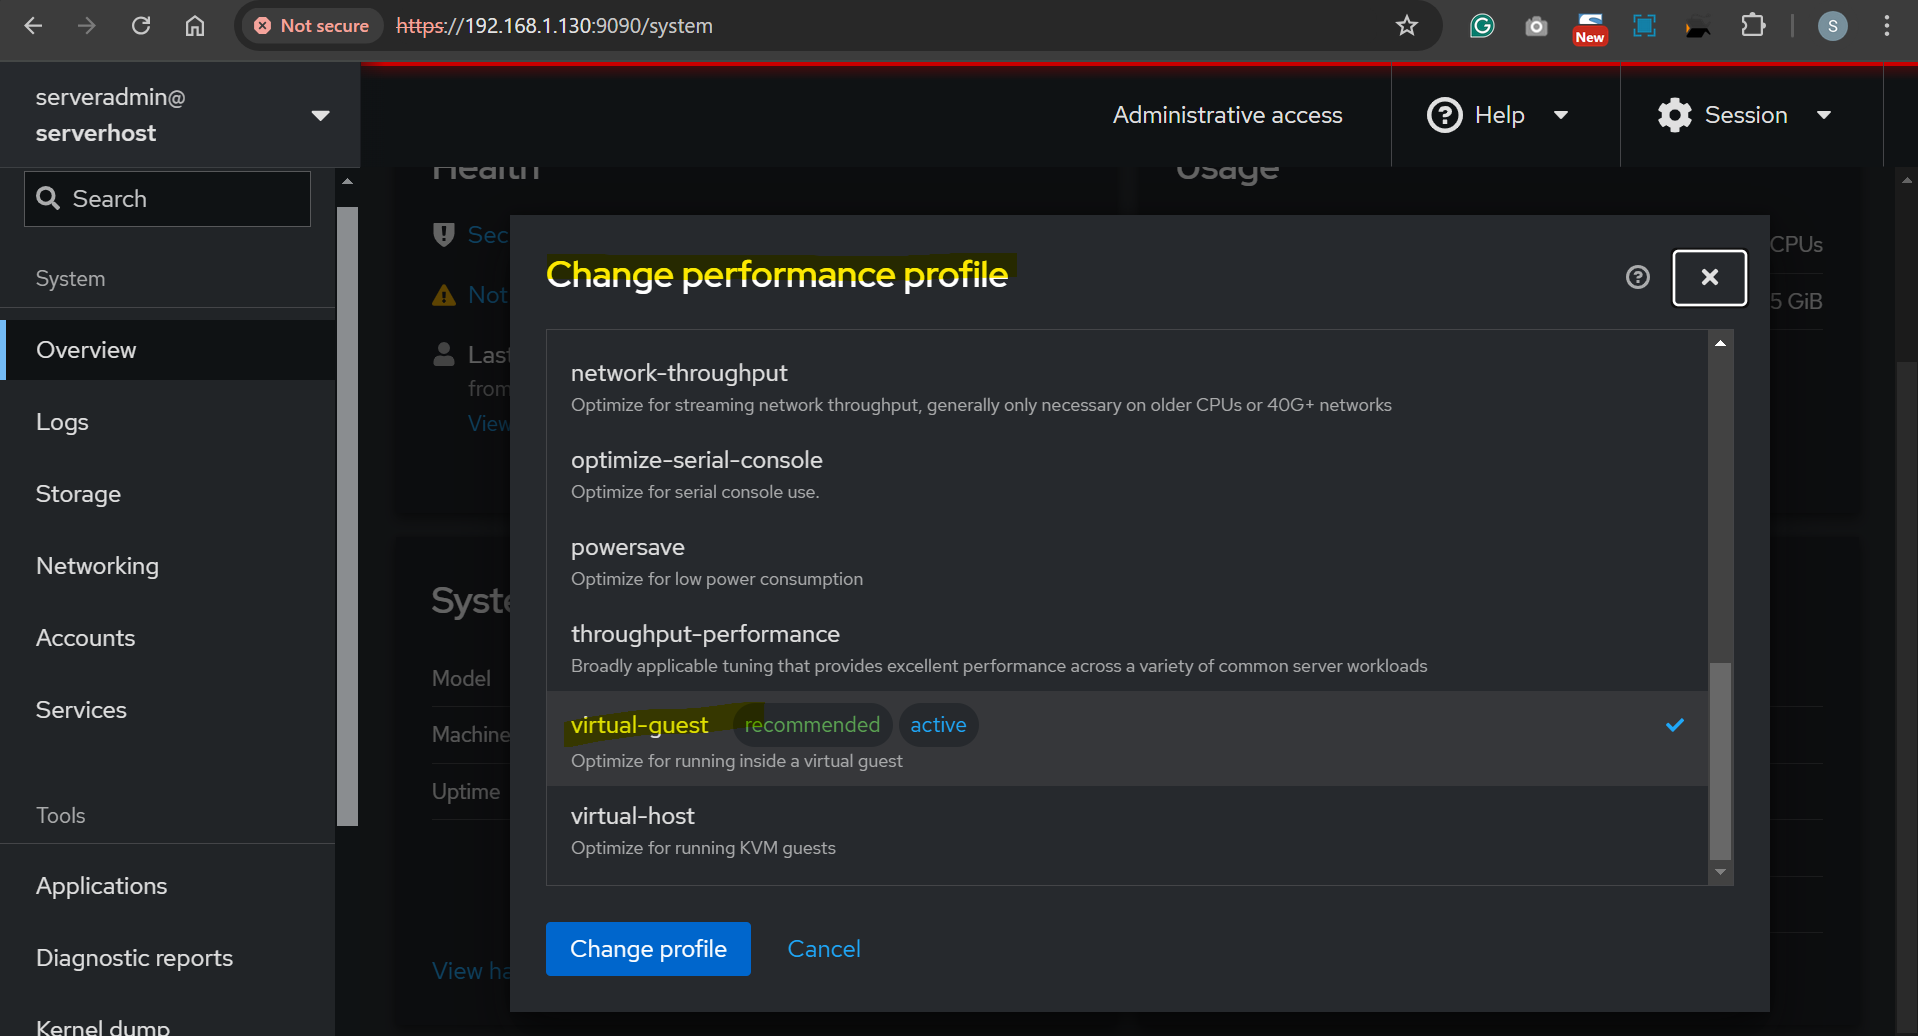 Not secure https://192.168.1.130:9090/system
New
S
serveradmin@
serverhost
Administrative access
Help
Session
Search
System
Overview
Logs
Storage
Networking
Accounts
Services
Tools
Applications
Diagnostic reports
Kernel dump
Health
Usage
Sec
Not
Last
from
View
CPUs
5 GiB
Syste
Model
Machine
Uptime
View ha
Change performance profile
network-throughput
Optimize for streaming network throughput, generally only necessary on older CPUs or 40G+ networks
optimize-serial-console
Optimize for serial console use.
powersave
Optimize for low power consumption
throughput-performance
Broadly applicable tuning that provides excellent performance across a variety of common server workloads
virtual-guest recommended active
Optimize for running inside a virtual guest
virtual-host
Optimize for running KVM guests
Change profile Cancel